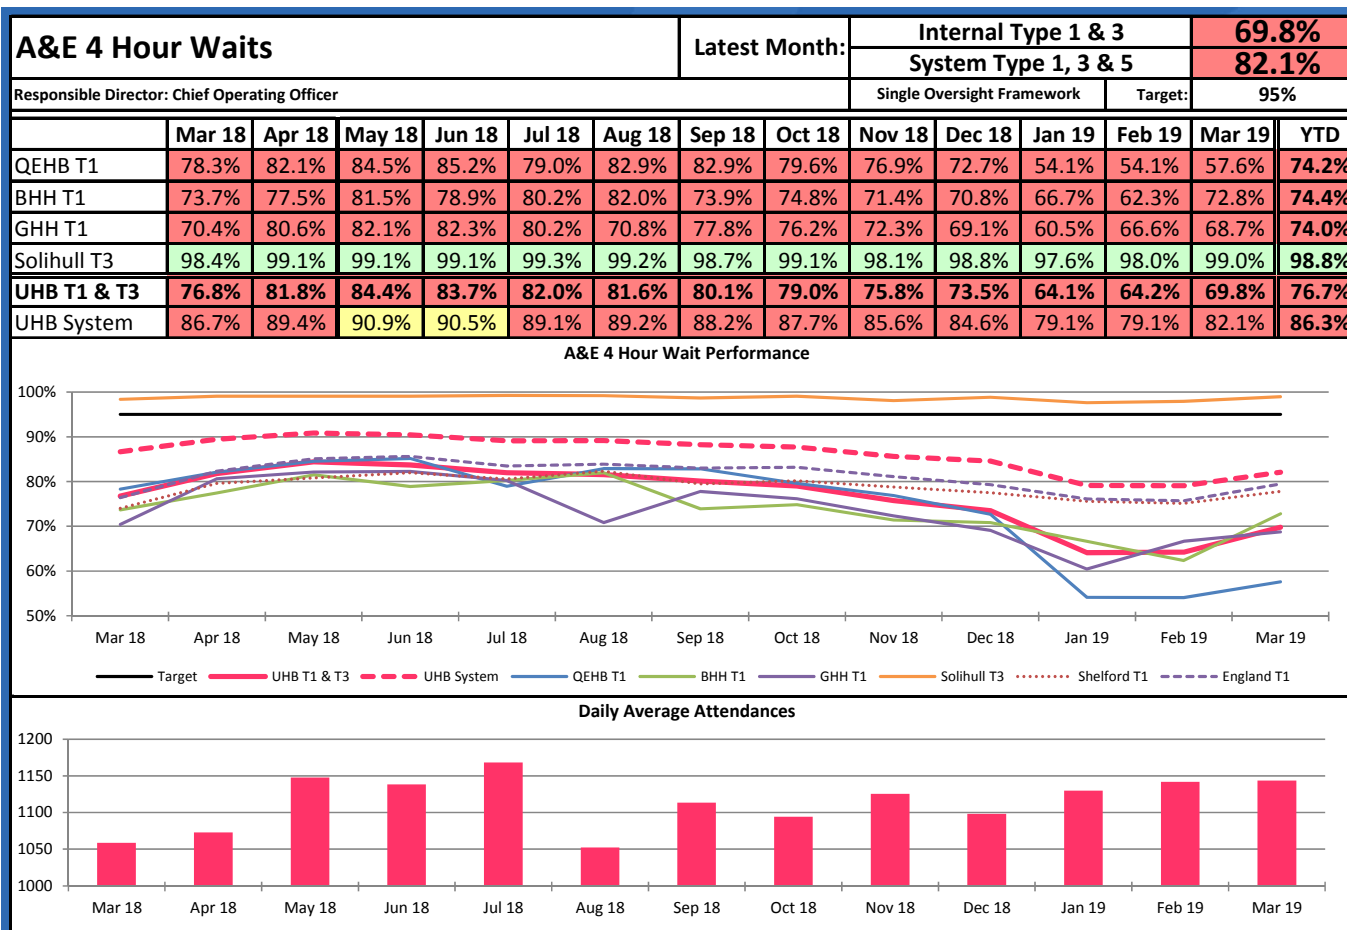 A&E 4 Hour Waits
Latest Month:
Internal Type 1 & 3
69.8%
System Type 1, 3 & 5
82.1%
Responsible Director: Chief Operating Officer
Single Oversight Framework
Target:
95%
Mar 18 Apr 18 May 18 Jun 18 Jul 18 Aug 18 Sep 18 Oct 18 Nov 18 Dec 18 Jan 19 Feb 19 Mar 19 YTD
QEHB T1 78.3% 82.1% 84.5% 85.2% 79.0% 82.9% 82.9% 79.6% 76.9% 72.7% 54.1% 54.1% 57.6% 74.2%
BHH T1 73.7% 77.5% 81.5% 78.9% 80.2% 82.0% 73.9% 74.8% 71.4% 70.8% 66.7% 62.3% 72.8% 74.4%
GHH T1 70.4% 80.6% 82.1% 82.3% 80.2% 70.8% 77.8% 76.2% 72.3% 69.1% 60.5% 66.6% 68.7% 74.0%
Solihull T3 98.4% 99.1% 99.1% 99.1% 99.3% 99.2% 98.7% 99.1% 98.1% 98.8% 97.6% 98.0% 99.0% 98.8%
UHB T1 & T3 76.8% 81.8% 84.4% 83.7% 82.0% 81.6% 80.1% 79.0% 75.8% 73.5% 64.1% 64.2% 69.8% 76.7%
UHB System 86.7% 89.4% 90.9% 90.5% 89.1% 89.2% 88.2% 87.7% 85.6% 84.6% 79.1% 79.1% 82.1% 86.3%
A&E 4 Hour Wait Performance
100%
90%
80%
70%
60%
50%
Mar 18 Apr 18 May 18 Jun 18 Jul 18 Aug 18 Sep 18 Oct 18 Nov 18 Dec 18 Jan 19 Feb 19 Mar 19
Target UHB T1 & T3 UHB System QEHB T1 BHH T1 GHH T1 Solihull T3 Shelford T1 England T1
Daily Average Attendances
1200
1150
1100
1050
1000
Mar 18 Apr 18 May 18 Jun 18 Jul 18 Aug 18 Sep 18 Oct 18 Nov 18 Dec 18 Jan 19 Feb 19 Mar 19